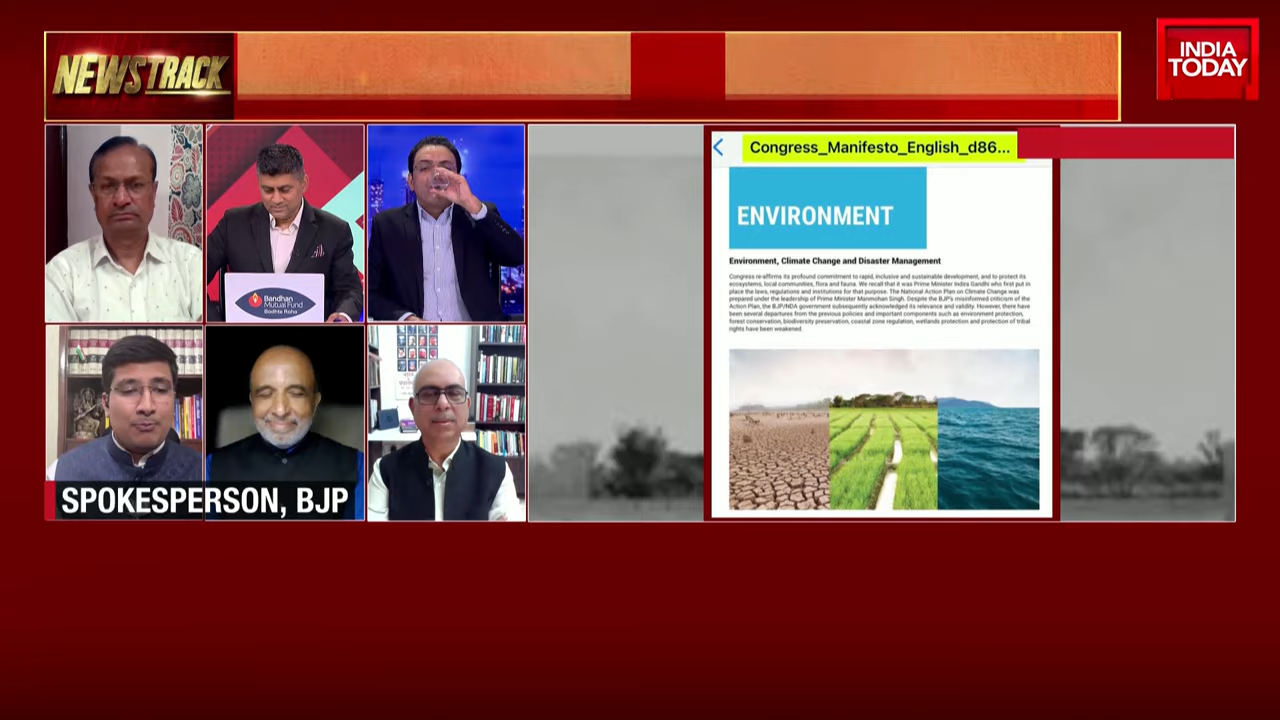 NEWSTRACK
INDIA
TODAY
Bandhan
Mutual Fund
Badhte Raho
SPOKESPERSON, BJP
Congress_Manifesto_English_d86...
ENVIRONMENT
Environment, Climate Change and Disaster Management
Congress re-affirms its profound commitment to rapid, inclusive and sustainable development, and to protect its
ecosystems, local communities, flora and fauna. We recall that it was Prime Minister Indira Gandhi who first put in
place the laws, regulations and institutions for that purpose. The National Action Plan on Climate Change was
prepared under the leadership of Prime Minister Manmohan Singh. Despite the BJP's misinformed criticism of the
Action Plan, the BJP/NDA government subsequently acknowledged its relevance and validity. However, there have
been several departures from the previous policies and important components such as environment protection,
forest conservation, biodiversity preservation, coastal zone regulation, wetlands protection and protection of tribal
rights have been weakened.